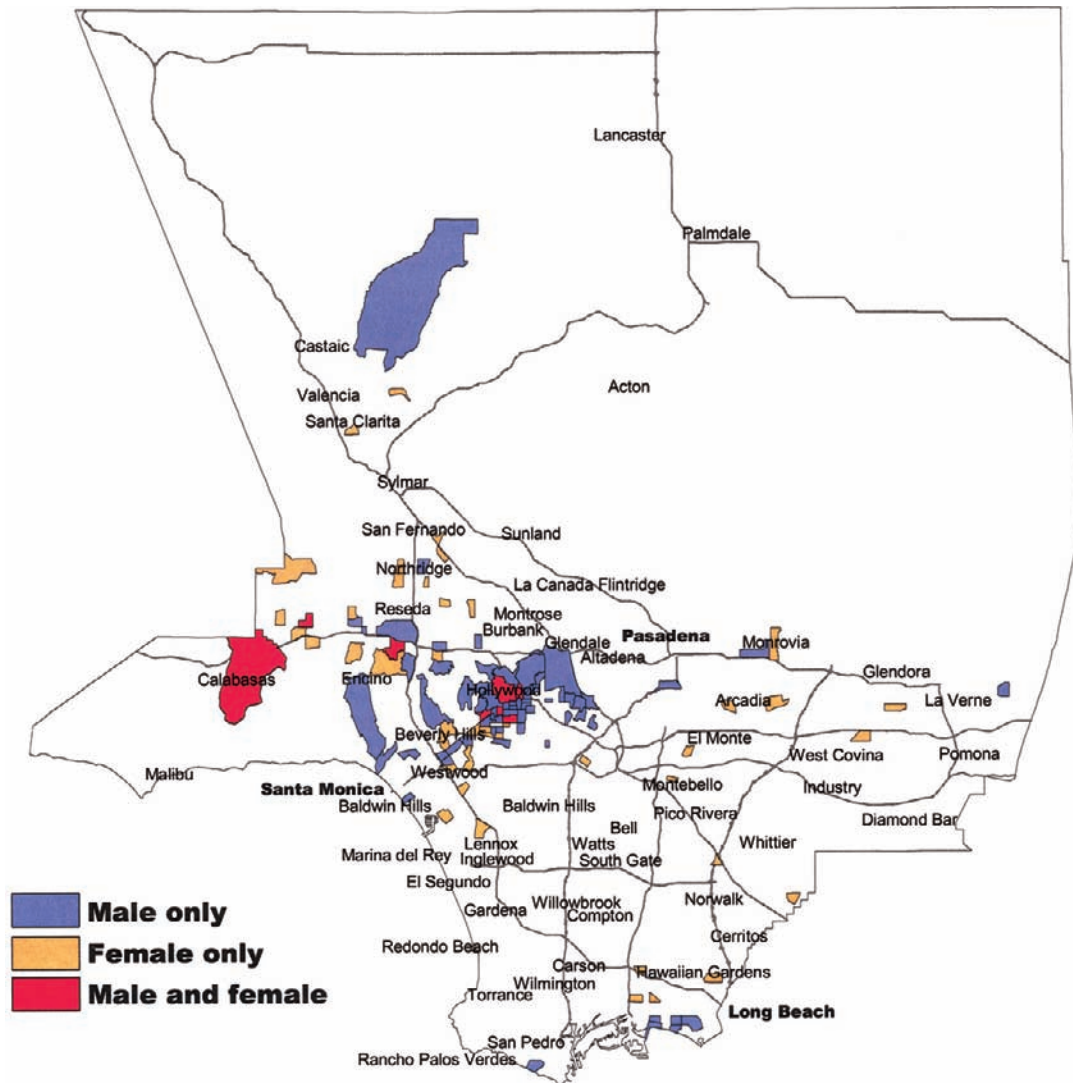 Lancaster
Palmdale
Castaic
Acton
Valencia
Santa Clarita
Sylmar
San Fernando
Sunland
Northridge
La Canada Flintridge
Reseda
Montrose
Burbank
Glendale
Pasadena
Monrovia
Altadena
Glendora
Calabasas
Encino
Hollywood
Arcadia
La Verne
Beverly Hills
El Monte
West Covina
Pomona
Malibu
Westwood
Santa Monica
Montebello
Industry
Baldwin Hills
Baldwin Hills
Pico Rivera
Diamond Bar
Bell
Lennox
Watts
Whittier
Marina del Rey
Inglewood
South Gate
El Segundo
Willowbrook
Norwalk
Gardena
Compton
Male only
Cerritos
Redondo Beach
Female only
Carson
Hawaiian Gardens
Wilmington
Male and female
Torrance
Long Beach
San Pedro
Rancho Palos Verdes